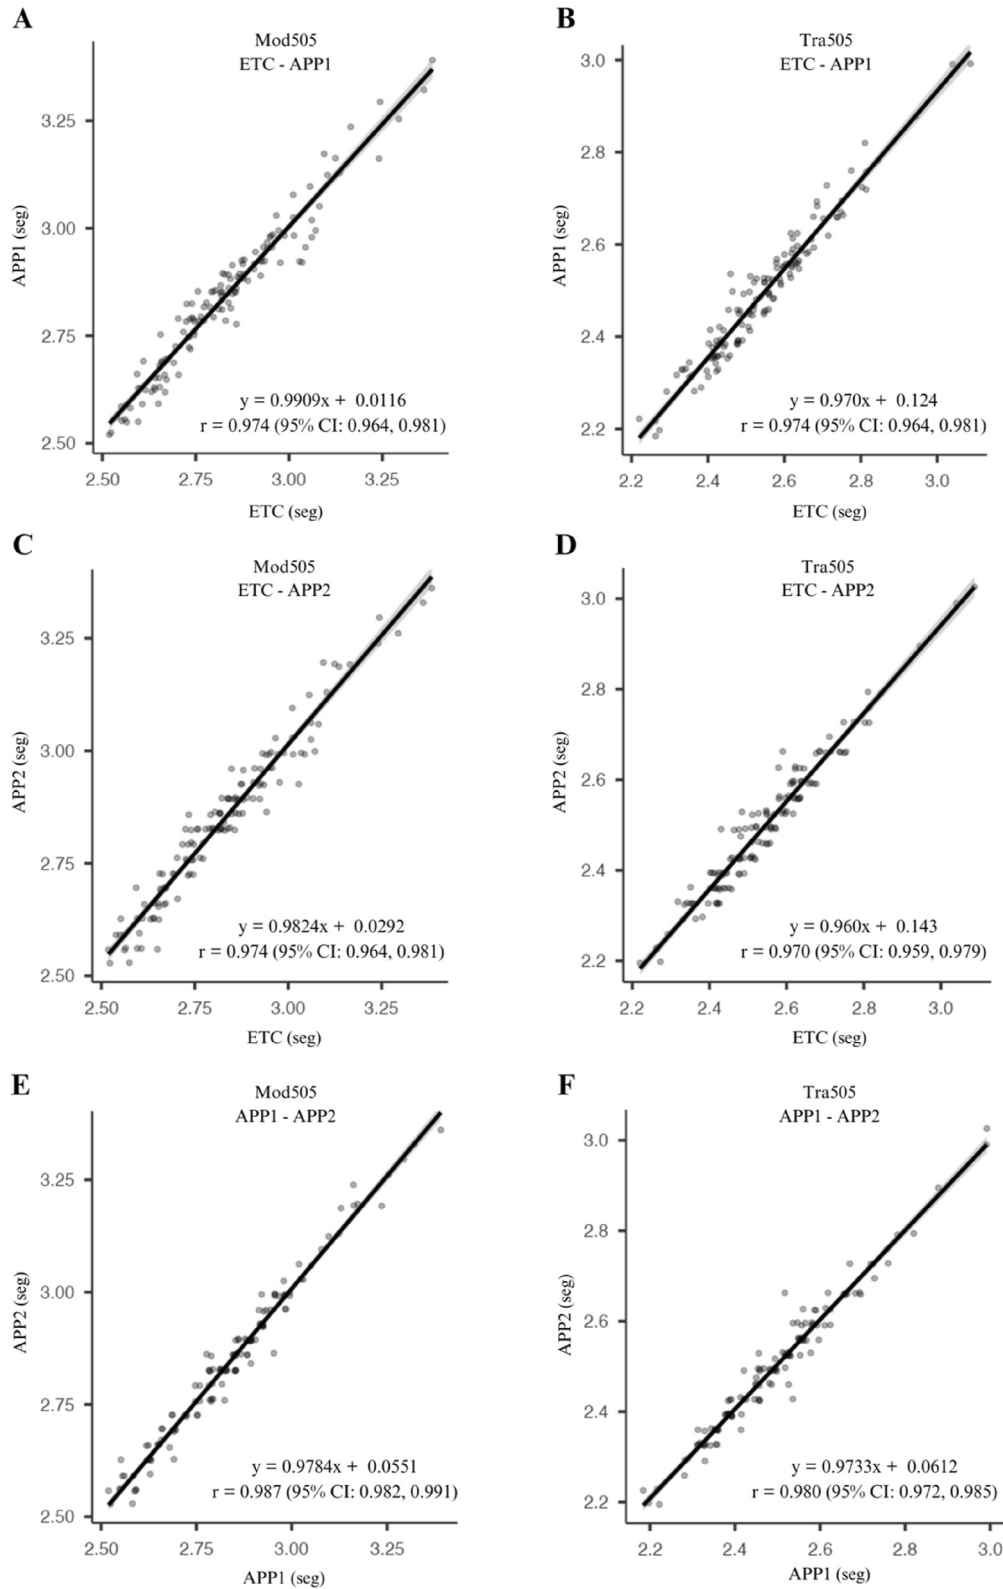 A
Mod505
ETC - APP1
APP1 (seg)
3.25
3.00
2.75
2.50
y = 0.9909x + 0.0116
r = 0.974 (95% CI: 0.964, 0.981)
2.50 2.75 3.00 3.25
ETC (seg)
B
Tra505
ETC - APP1
APP1 (seg)
3.0
2.8
2.6
2.4
2.2
y = 0.970x + 0.124
r = 0.974 (95% CI: 0.964, 0.981)
2.2 2.4 2.6 2.8 3.0
ETC (seg)
C
Mod505
ETC - APP2
APP2 (seg)
3.25
3.00
2.75
2.50
y = 0.9824x + 0.0292
r = 0.974 (95% CI: 0.964, 0.981)
2.50 2.75 3.00 3.25
ETC (seg)
D
Tra505
ETC - APP2
APP2 (seg)
3.0
2.8
2.6
2.4
2.2
y = 0.960x + 0.143
r = 0.970 (95% CI: 0.959, 0.979)
2.2 2.4 2.6 2.8 3.0
ETC (seg)
E
Mod505
APP1 - APP2
APP2 (seg)
3.25
3.00
2.75
2.50
y = 0.9784x + 0.0551
r = 0.987 (95% CI: 0.982, 0.991)
2.50 2.75 3.00 3.25
APP1 (seg)
F
Tra505
APP1 - APP2
APP2 (seg)
3.0
2.8
2.6
2.4
2.2
y = 0.9733x + 0.0612
r = 0.980 (95% CI: 0.972, 0.985)
2.2 2.4 2.6 2.8 3.0
APP1 (seg)